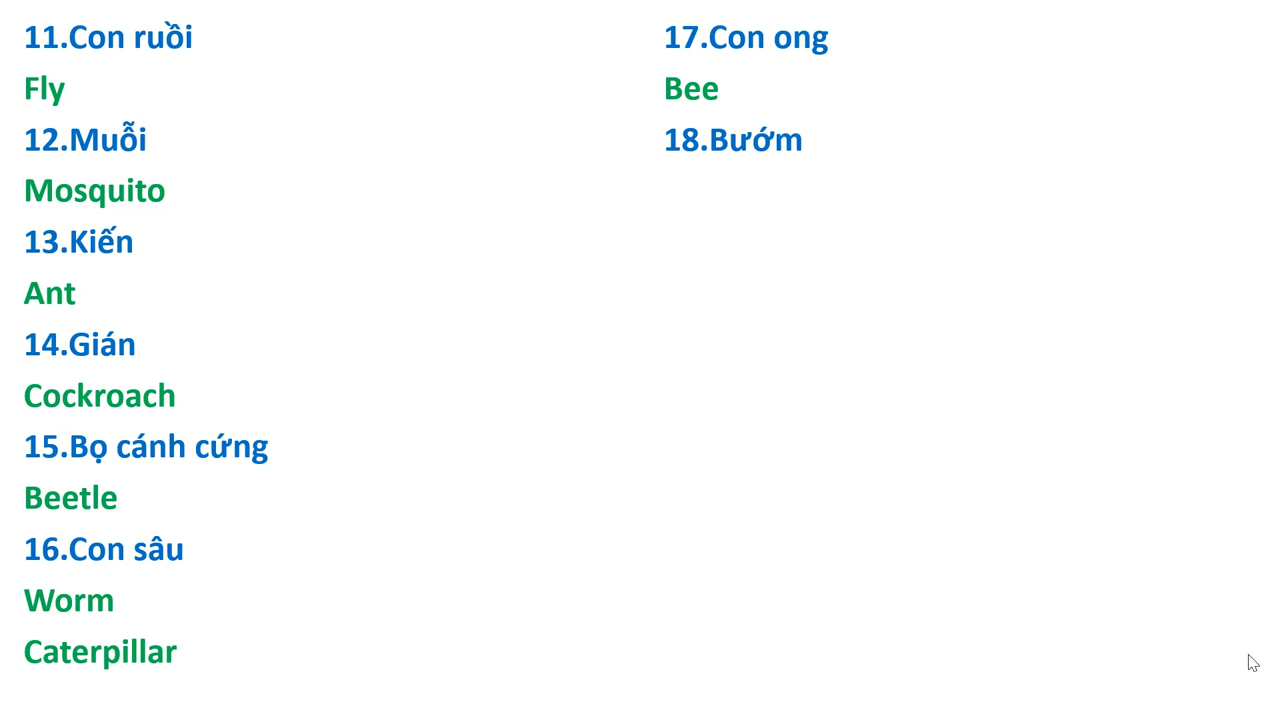 11.Con ruồi
Fly
12.Muỗi
Mosquito
13.Kiến
Ant
14.Gián
Cockroach
15.Bọ cánh cứng
Beetle
16.Con sâu
Worm
Caterpillar
17.Con ong
Bee
18.Bướm